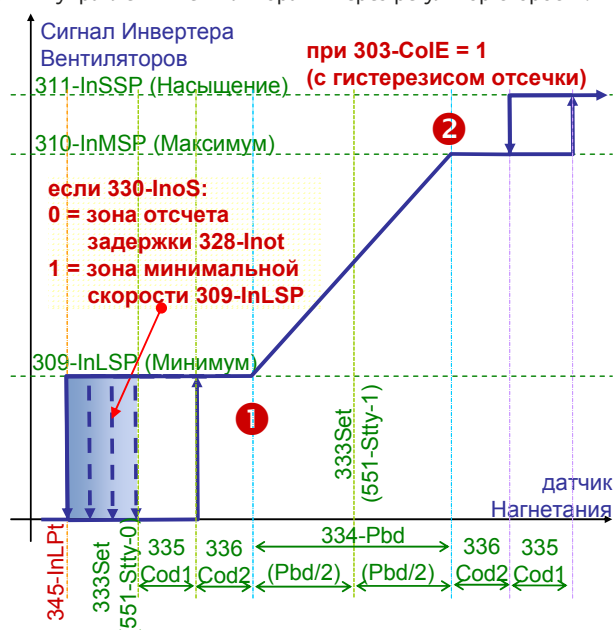 Сигнал Инвертера
Вентиляторов
при 303-ColE = 1
(с гистерезисом отсечки)
311-InSSP (Насыщение)
310-InMSP (Максимум)
2
если 330-InoS:
0 = зона отсчета
задержки 328-Inot
1 = зона минимальной
скорости 309-InLSP
309-InLSP (Минимум)
1
333Set
(551-Stty-1)
датчик
Нагнетания
345-InLPt
333Set
(551-Stty-0)
335
Cod1
336
Cod2
334-Pbd
(Pbd/2)
(Pbd/2)
336
Cod2
335
Cod1